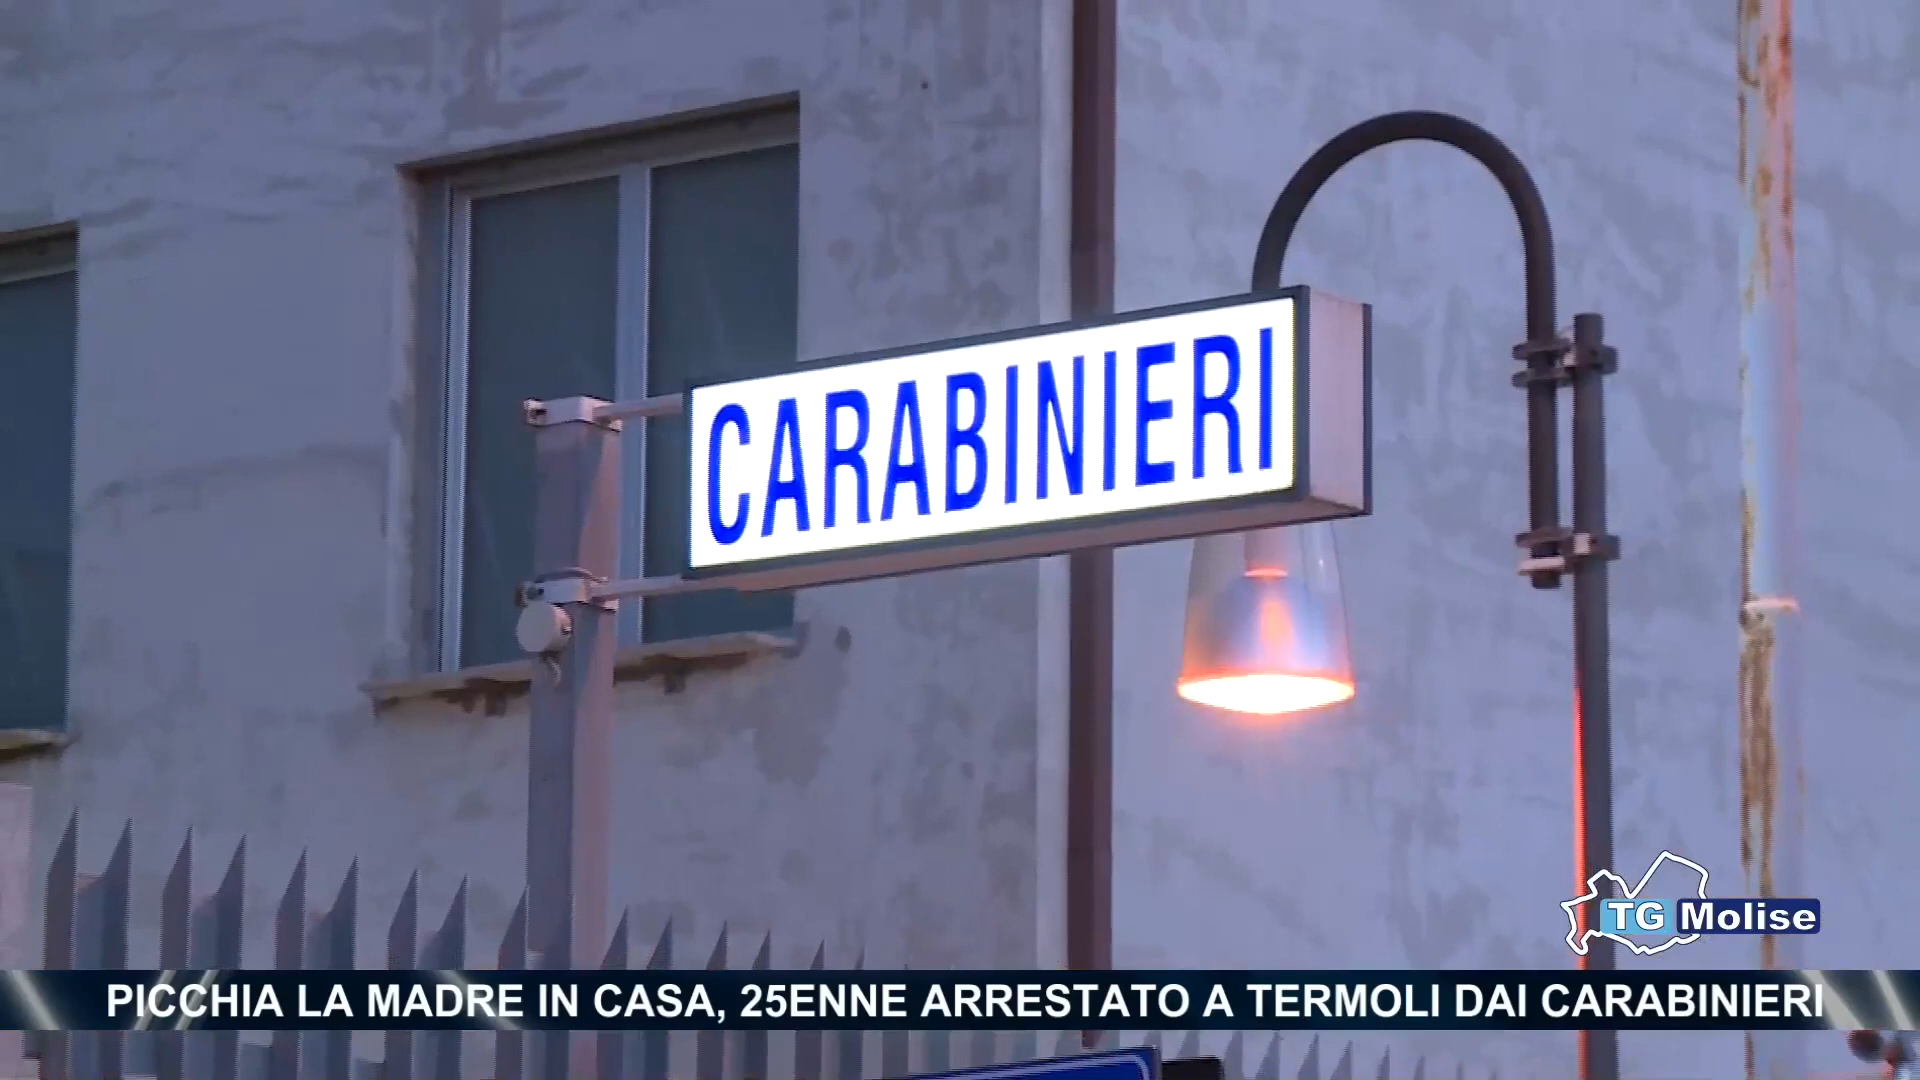 CARABINIERI
TG Molise
PICCHIA LA MADRE IN CASA, 25ENNE ARRESTATO A TERMOLI DAI CARABINIERI